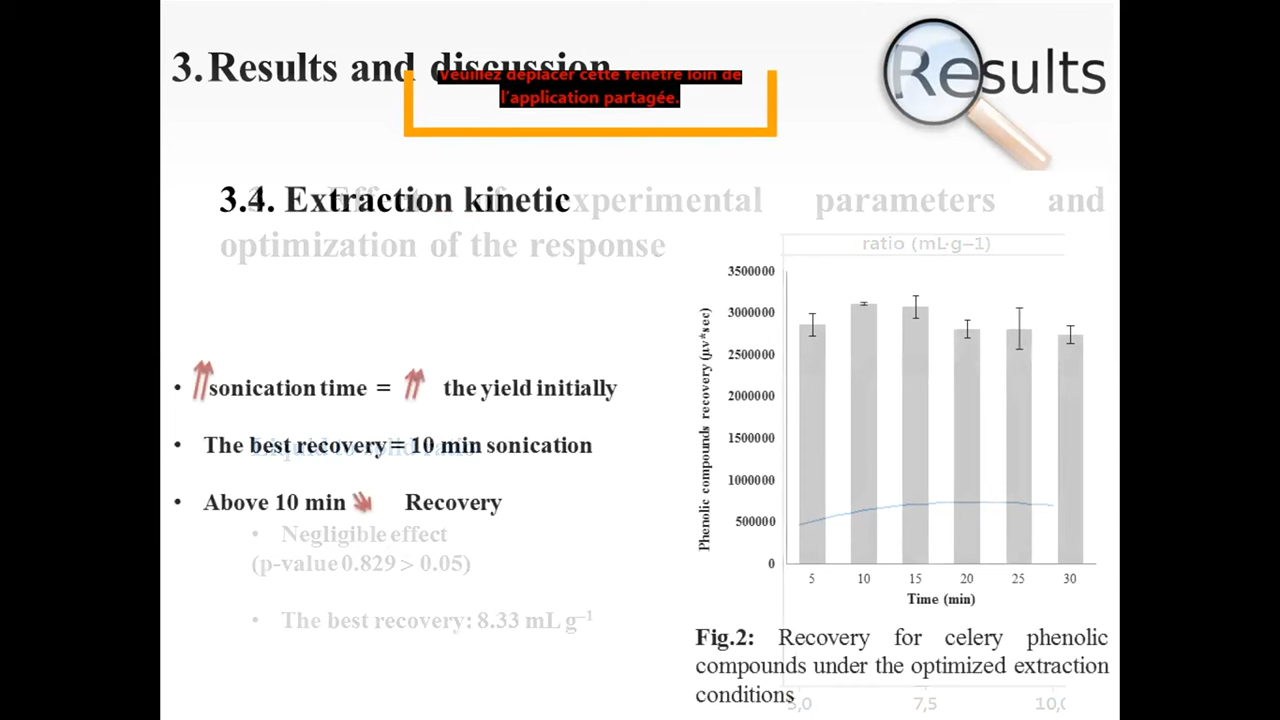 3. Results and discussion
Veuillez déplacer cette fenêtre loin de
l'application partagée.
Results
3.4. Extraction kinetic
experimental parameters and
optimization of the response
sonication time = the yield initially
The best recovery = 10 min sonication
Liquid to solid ratio
Above 10 min Recovery
Negligible effect
(p-value 0.829 > 0.05)
The best recovery: 8.33 mL g⁻¹
ratio (mL·g–1)
Phenolic compounds recovery (µv*sec)
3500000
3000000
2500000
2000000
1500000
1000000
500000
0
5 10 15 20 25 30
Time (min)
Fig.2: Recovery for celery phenolic
compounds under the optimized extraction
conditions
5,0 7,5 10,0